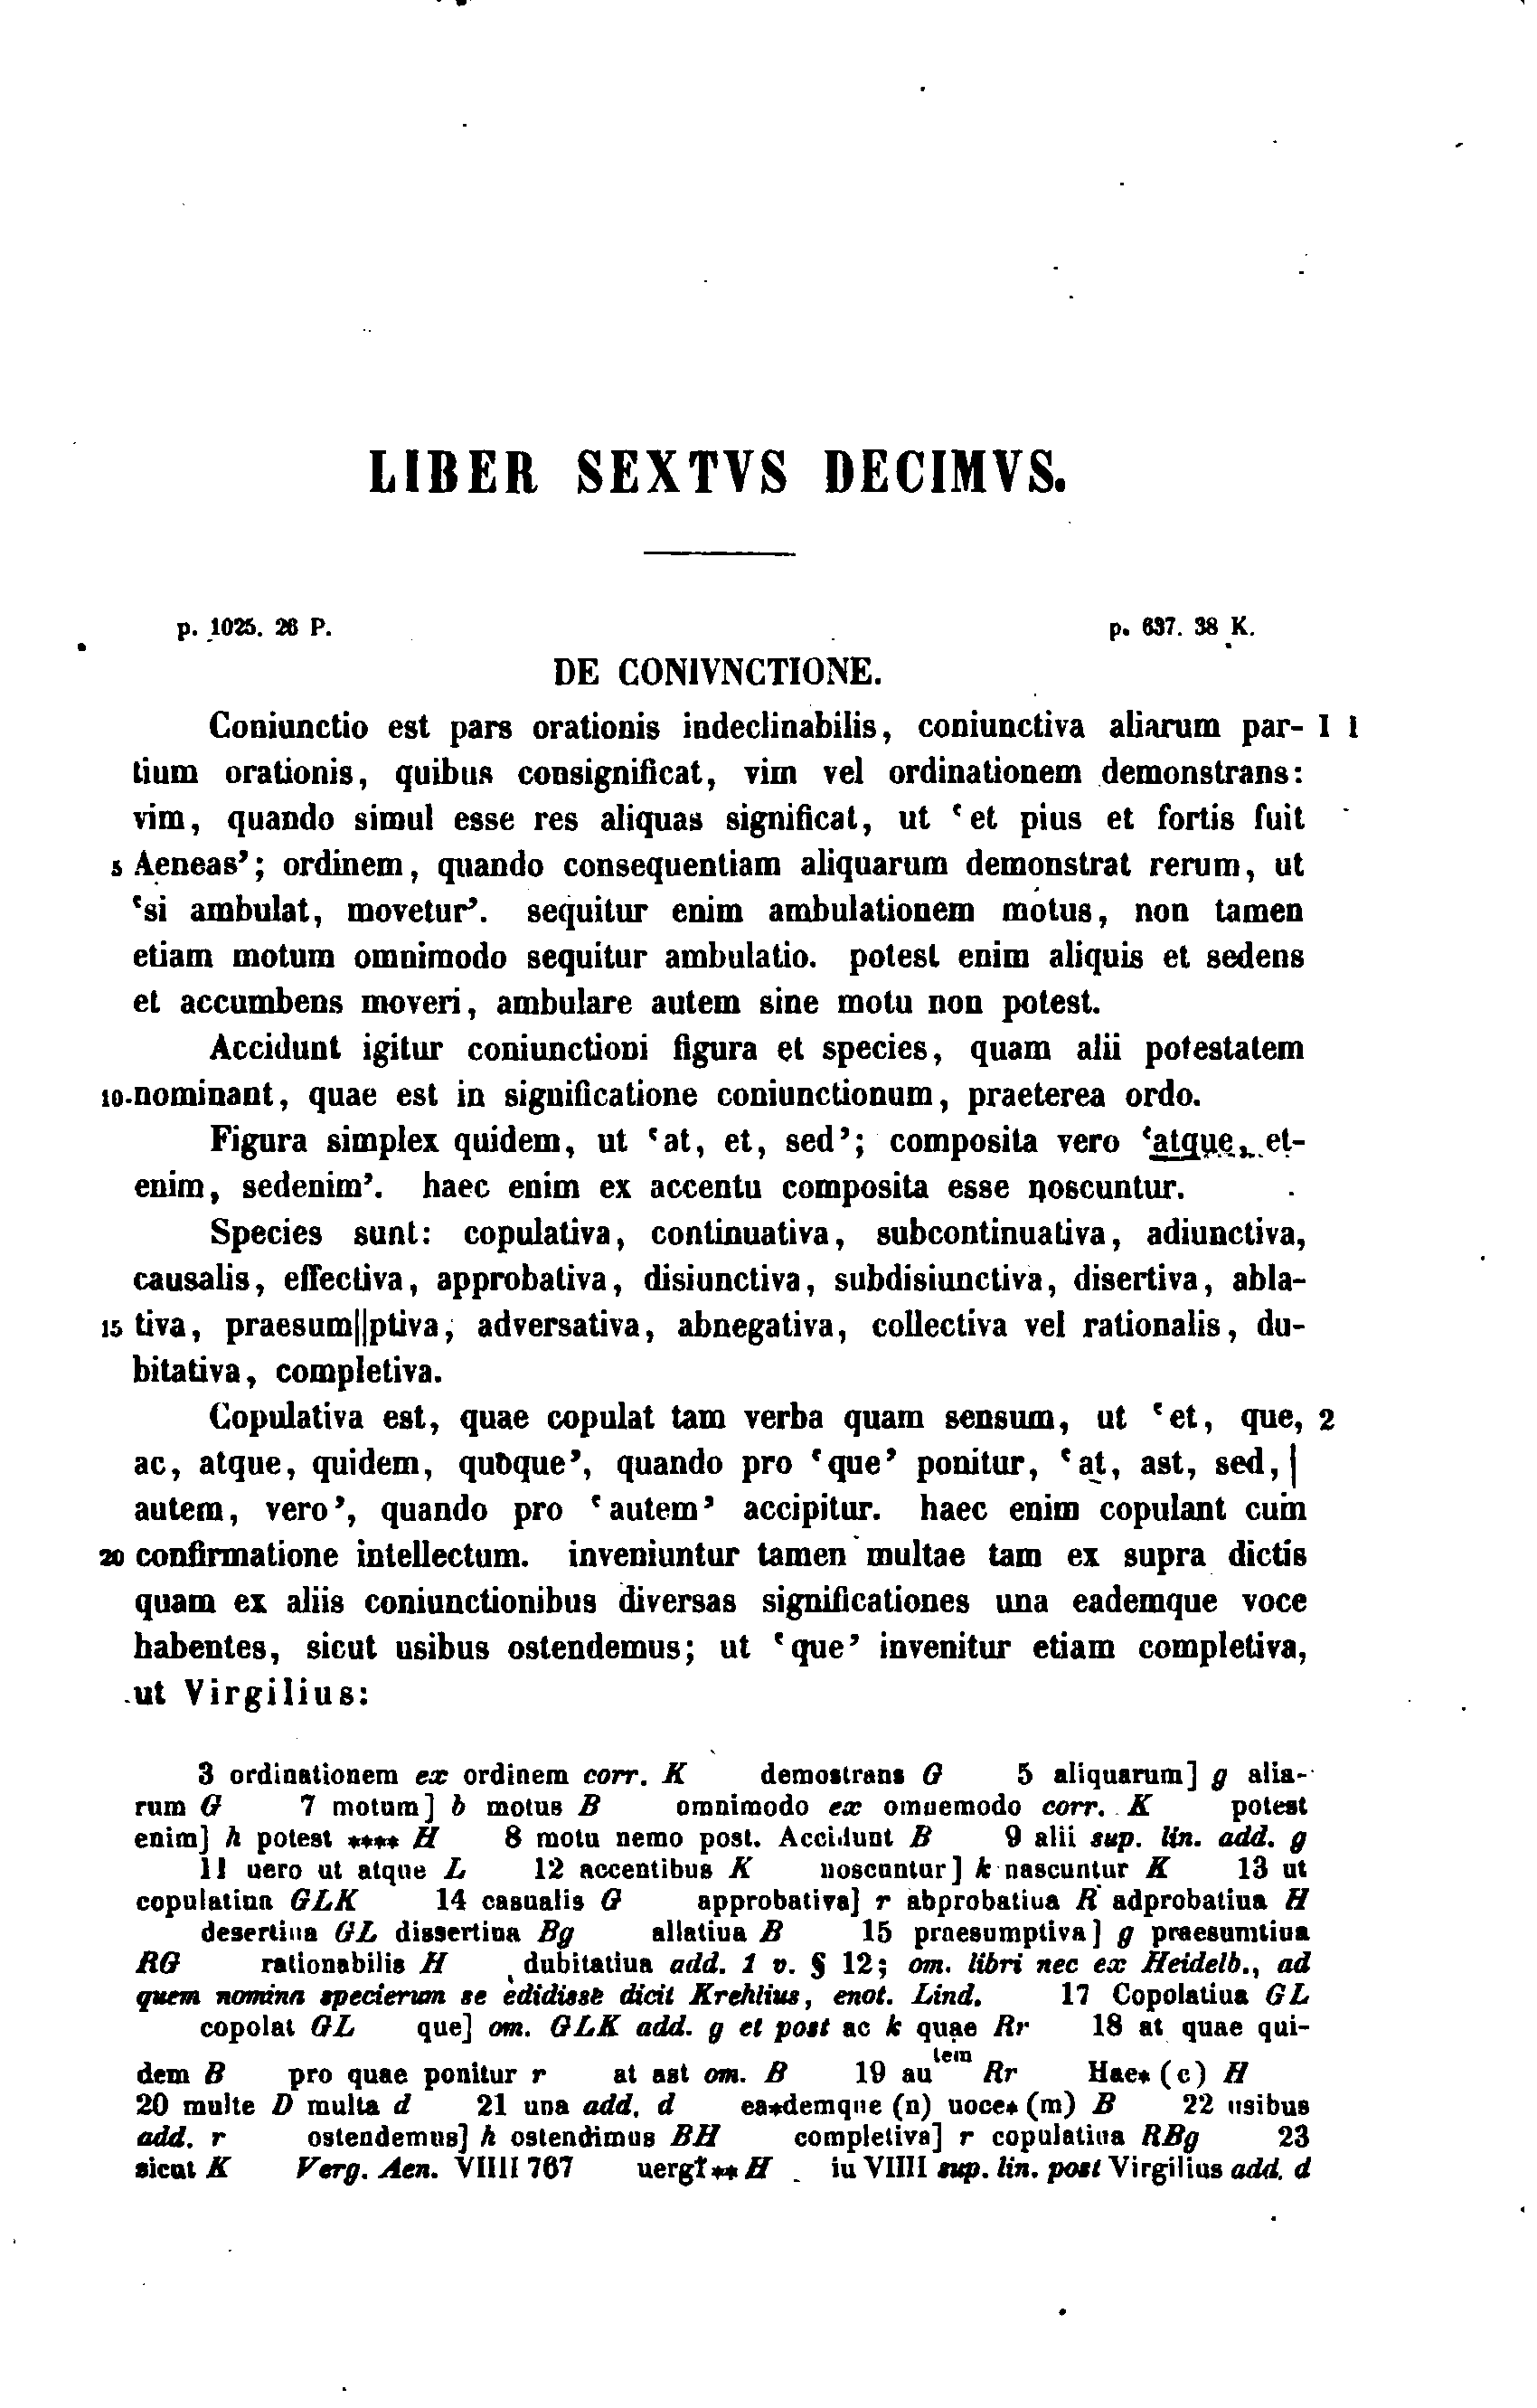 LIBER SEXTVS DECIMVS.
p. 1025. 26 P. p. 637. 38 K.
DE CONIVNCTIONE.
Coniunctio est pars orationis indeclinabilis, coniunctiva aliarum par- I 1
tium orationis, quibus consignificat, vim vel ordinationem demonstrans:
vim, quando simul esse res aliquas significat, ut ‘et pius et fortis fuit
5 Aeneas’; ordinem, quando consequentiam aliquarum demonstrat rerum, ut
‘si ambulat, movetur’. sequitur enim ambulationem motus, non tamen
etiam motum omnimodo sequitur ambulatio. potest enim aliquis et sedens
et accumbens moveri, ambulare autem sine motu non potest.
Accidunt igitur coniunctioni figura et species, quam alii potestatem
10 nominant, quae est in significatione coniunctionum, praeterea ordo.
Figura simplex quidem, ut ‘at, et, sed’; composita vero ‘atque, et-
enim, sedenim’. haec enim ex accentu composita esse noscuntur.
Species sunt: copulativa, continuativa, subcontinuativa, adiunctiva,
causalis, effectiva, approbativa, disiunctiva, subdisiunctiva, disertiva, abla-
15 tiva, praesum||ptiva, adversativa, abnegativa, collectiva vel rationalis, du-
bitativa, completiva.
Copulativa est, quae copulat tam verba quam sensum, ut ‘et, que, 2
ac, atque, quidem, quoque’, quando pro ‘que’ ponitur, ‘at, ast, sed, |
autem, vero’, quando pro ‘autem’ accipitur. haec enim copulant cum
20 confirmatione intellectum. inveniuntur tamen multae tam ex supra dictis
quam ex aliis coniunctionibus diversas significationes una eademque voce
habentes, sicut usibus ostendemus; ut ‘que’ invenitur etiam completiva,
ut Virgilius:
3 ordinationem ex ordinem corr. K demostrans G 5 aliquarum] g alia-
rum G 7 motum] b motus B omnimodo ex omnemodo corr. K potest
enim] h potest **** H 8 motu nemo post. Accidunt B 9 alii sup. lin. add. g
11 uero ut atque L 12 accentibus K noscuntur] k nascuntur K 13 ut
copulatiua GLK 14 casualis G approbativa] r abprobatiua R adprobatiua H
desertiua GL dissertiua Bg allatiua B 15 praesumptiva] g praesumtiua
RG rationabilis H dubitatiua add. 1 v. § 12; om. libri nec ex Heidelb., ad
quem nomina specierum se edidisse dicit Krehlius, enot. Lind. 17 Copolatiua GL
copolat GL que] om. GLK add. g et post ac k quae Rr 18 at quae qui-
dem B pro quae ponitur r at ast om. B 19 autem Rr Hae* (c) H
20 multe D multa d 21 una add. d ea*demque (n) uoce* (m) B 22 usibus
add. r ostendemus] h ostendimus BH completiva] r copulatiua RBg 23
sicut K Verg. Aen. VIIII 767 uergI** H iu VIIII sup. lin. post Virgilius add. d